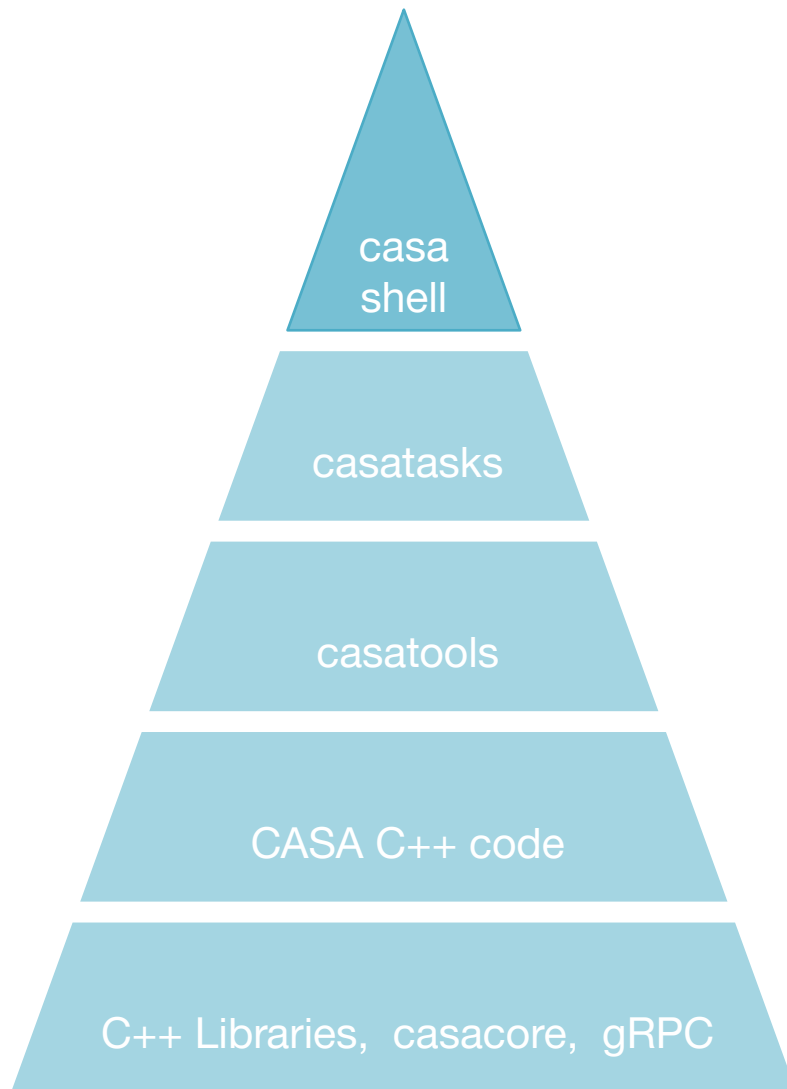 casa
shell
casatasks
casatools
CASA C++ code
C++ Libraries, casacore, gRPC